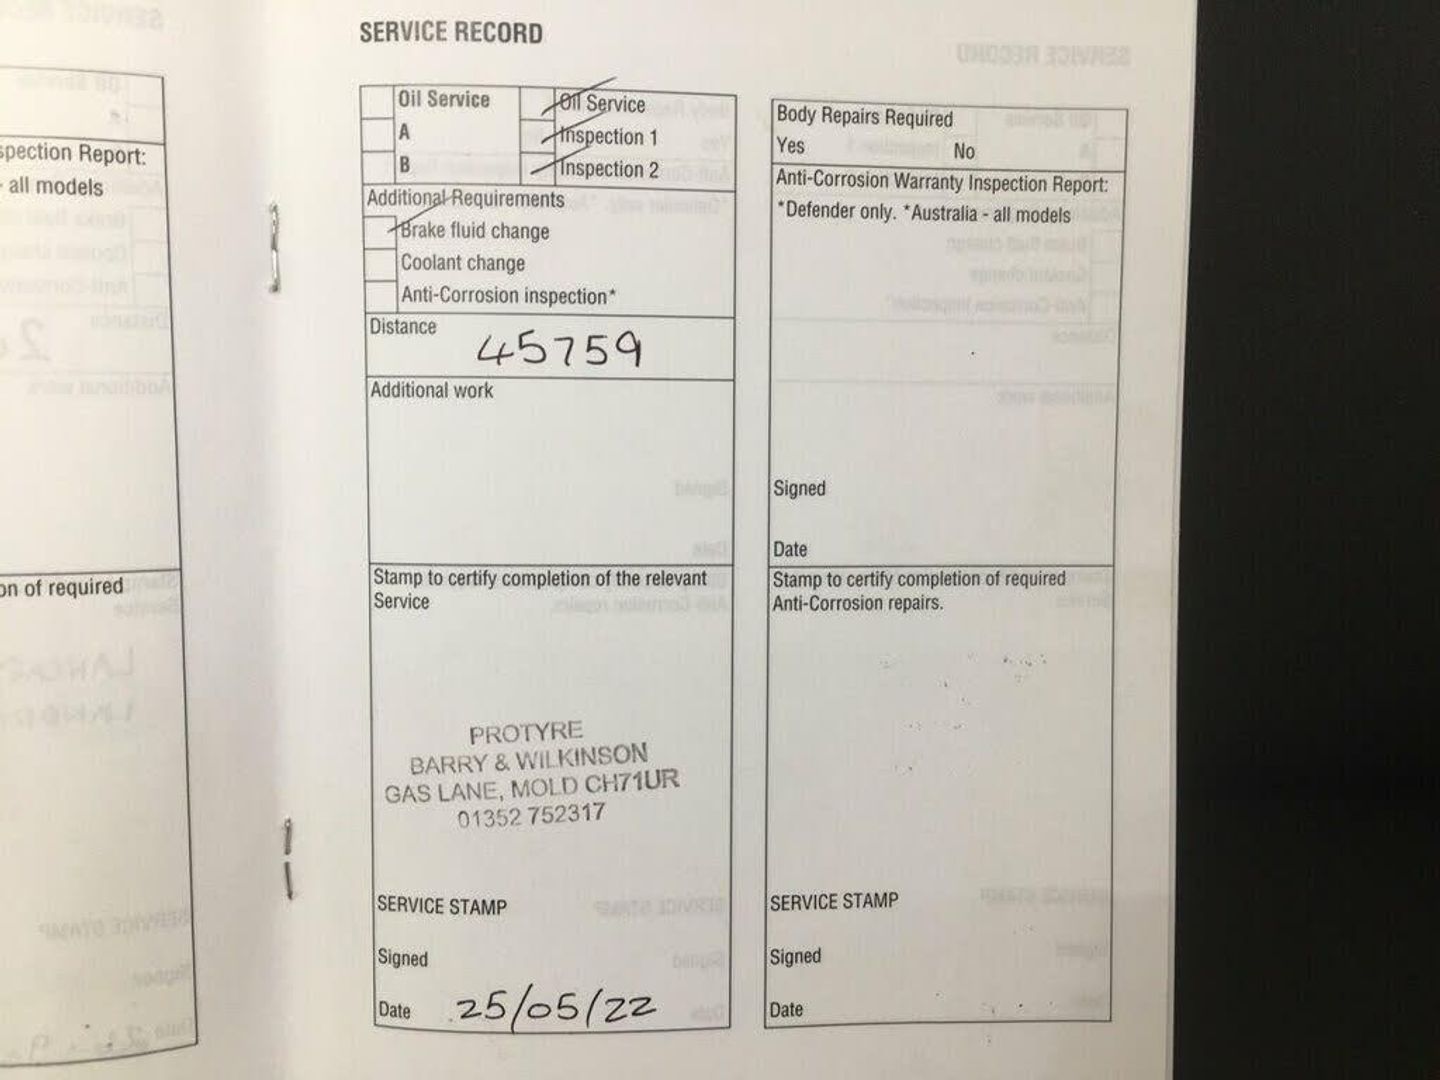 SERVICE RECORD
Oil Service
A
B
Oil Service
Inspection 1
Inspection 2
Additional Requirements
Brake fluid change
Coolant change
Anti-Corrosion inspection*
Distance 45759
Additional work
Stamp to certify completion of the relevant
Service
PROTYRE
BARRY & WILKINSON
GAS LANE, MOLD CH71UR
01352 752317
SERVICE STAMP
Signed
Date 25/05/22
Body Repairs Required
Yes No
Anti-Corrosion Warranty Inspection Report:
*Defender only. *Australia - all models
Signed
Date
Stamp to certify completion of required
Anti-Corrosion repairs.
SERVICE STAMP
Signed
Date
Report:
- all models
of required